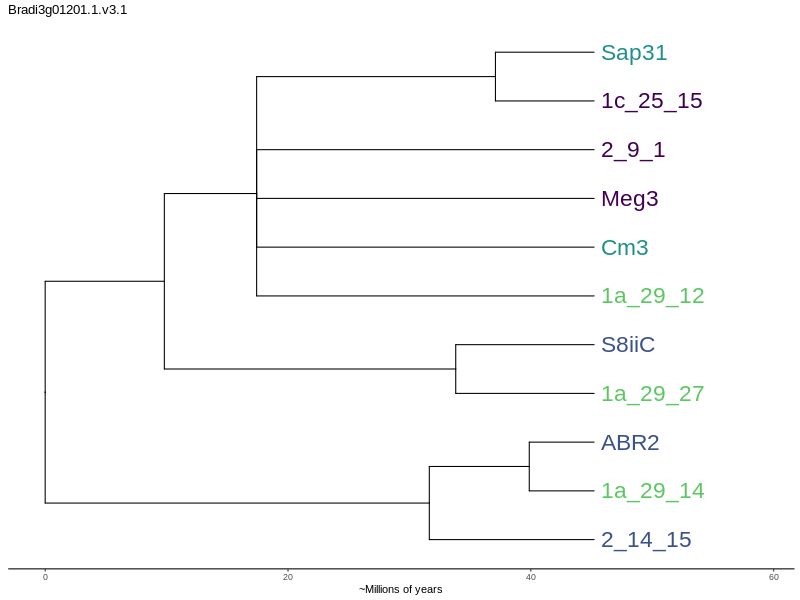 Bradi3g01201.1.v3.1
Sap31
1c_25_15
2_9_1
Meg3
Cm3
1a_29_12
S8iiC
1a_29_27
ABR2
1a_29_14
2_14_15
0 20 40 60
~Millions of years